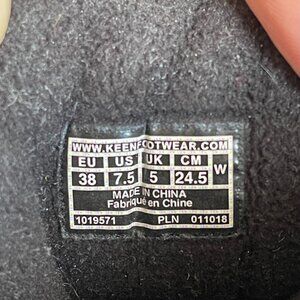 WWW.KEENFOOTWEAR.COM
EU US UK CM W
38 7.5 5 24.5
MADE IN CHINA
Fabriqué en Chine
1019571 PLN 011018